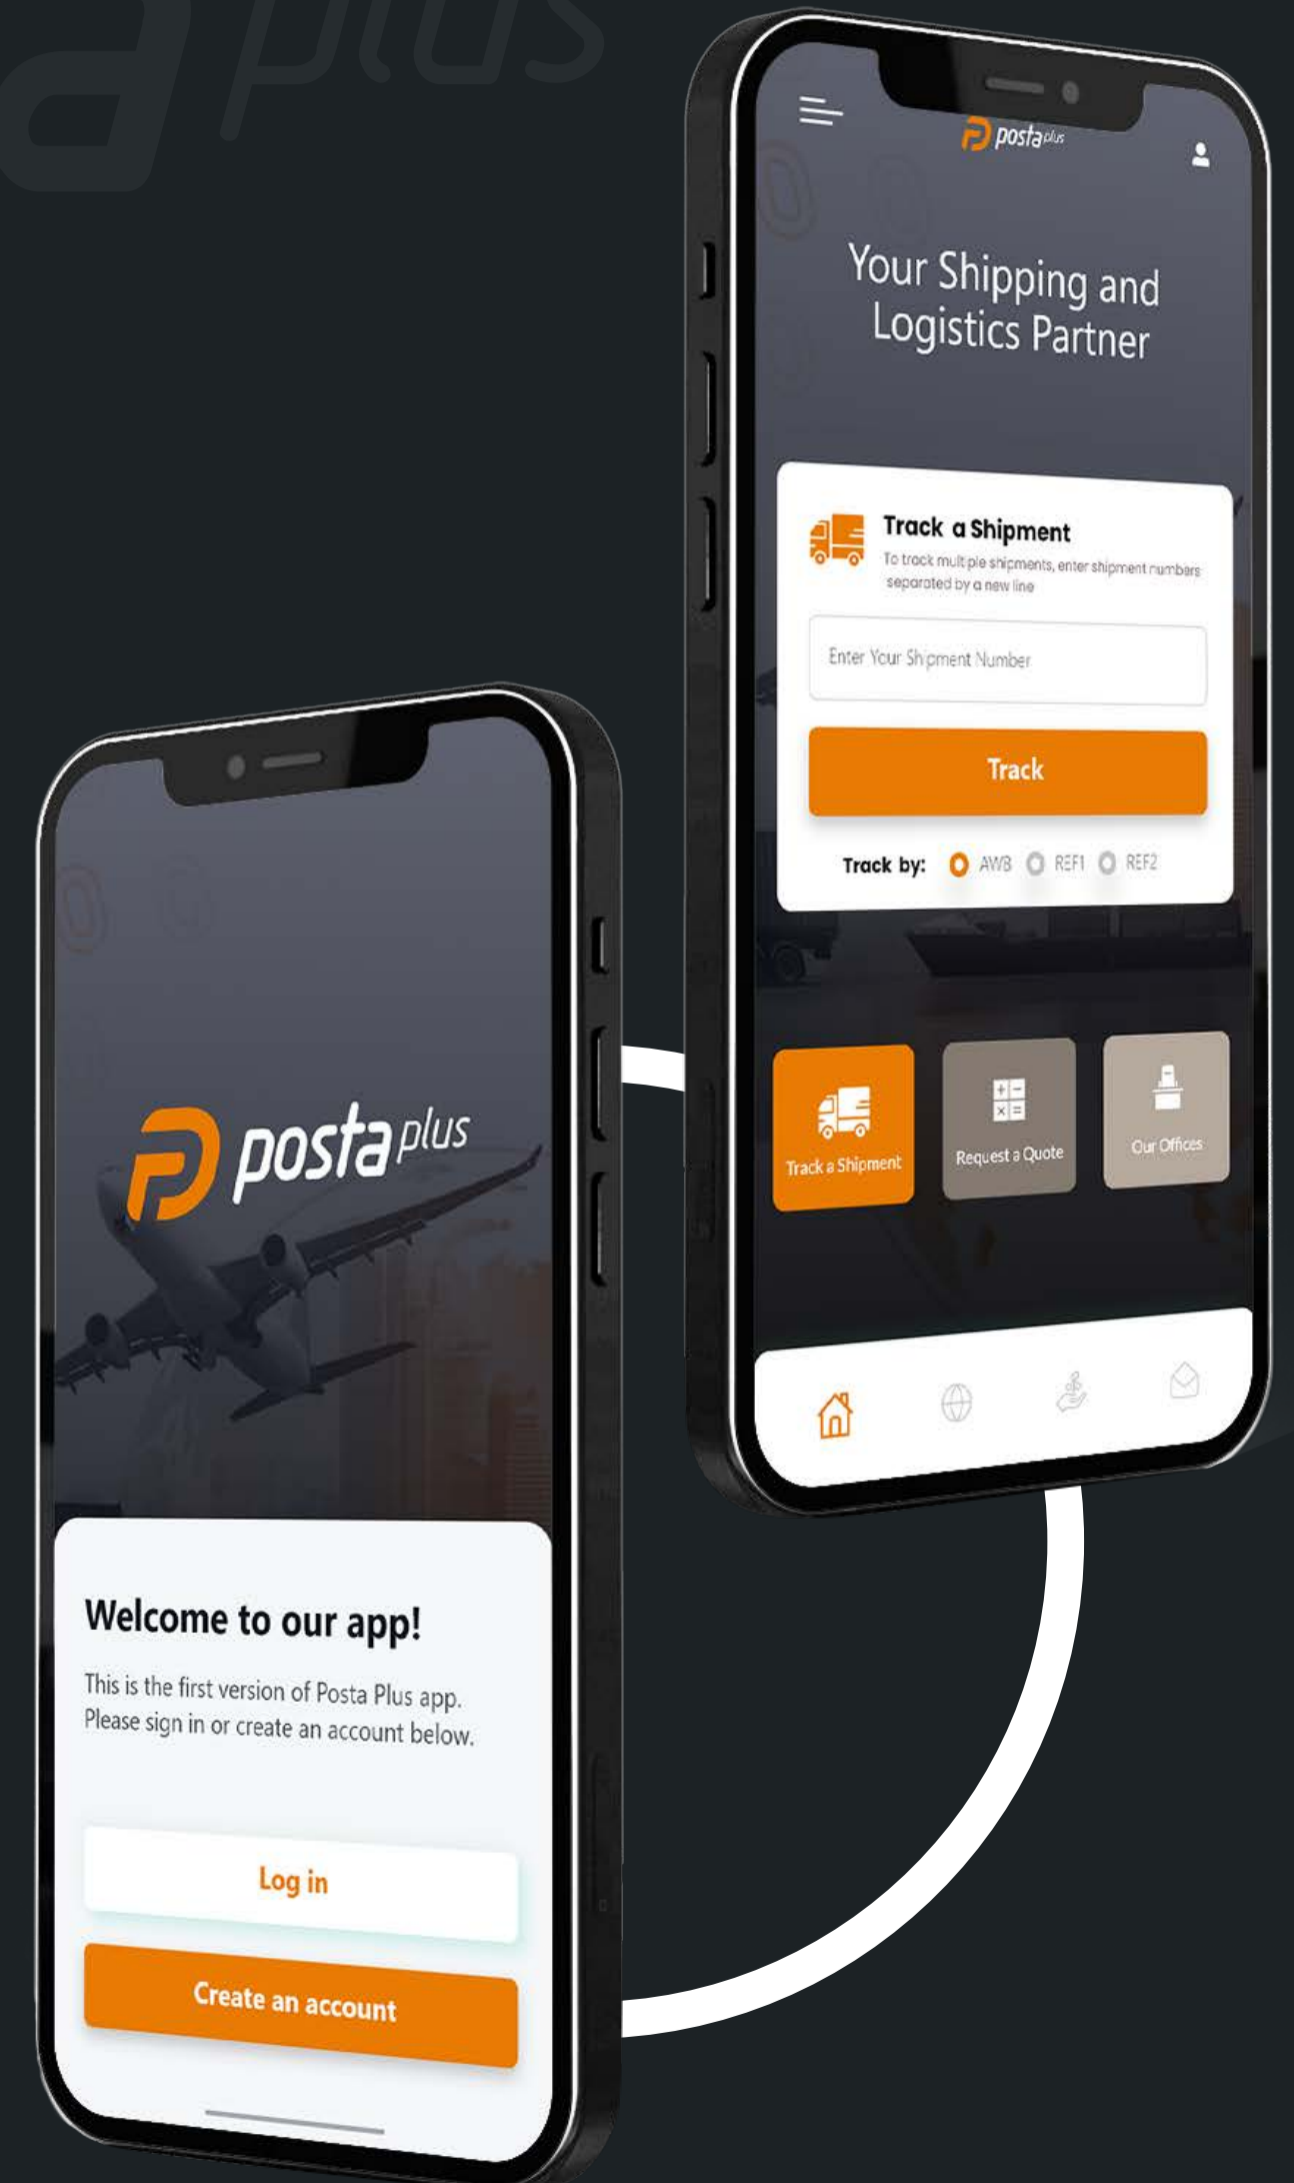 a plus
posta plus
Your Shipping and
Logistics Partner
Track a Shipment
To track multiple shipments, enter shipment numbers
separated by a new line
Enter Your Shipment Number
Track
Track by: AWB REF1 REF2
Track a Shipment
Request a Quote
Our Offices
posta plus
Welcome to our app!
This is the first version of Posta Plus app.
Please sign in or create an account below.
Log in
Create an account